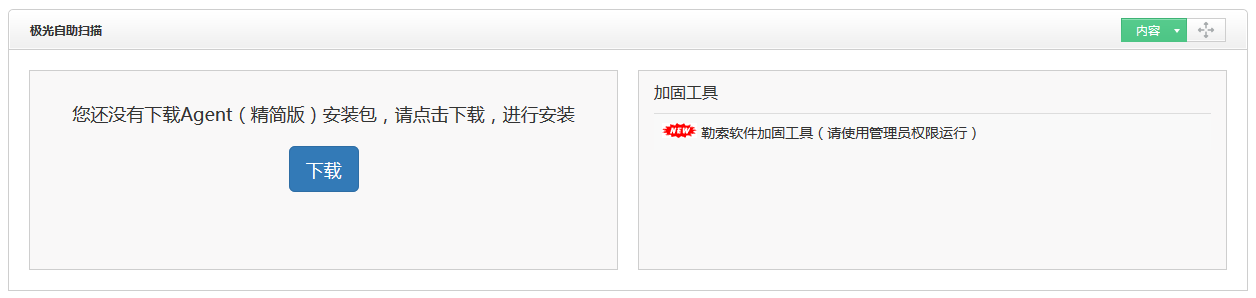 极光自助扫描
内容
您还没有下载Agent（精简版）安装包，请点击下载，进行安装
下载
加固工具
NEW 勒索软件加固工具（请使用管理员权限运行）